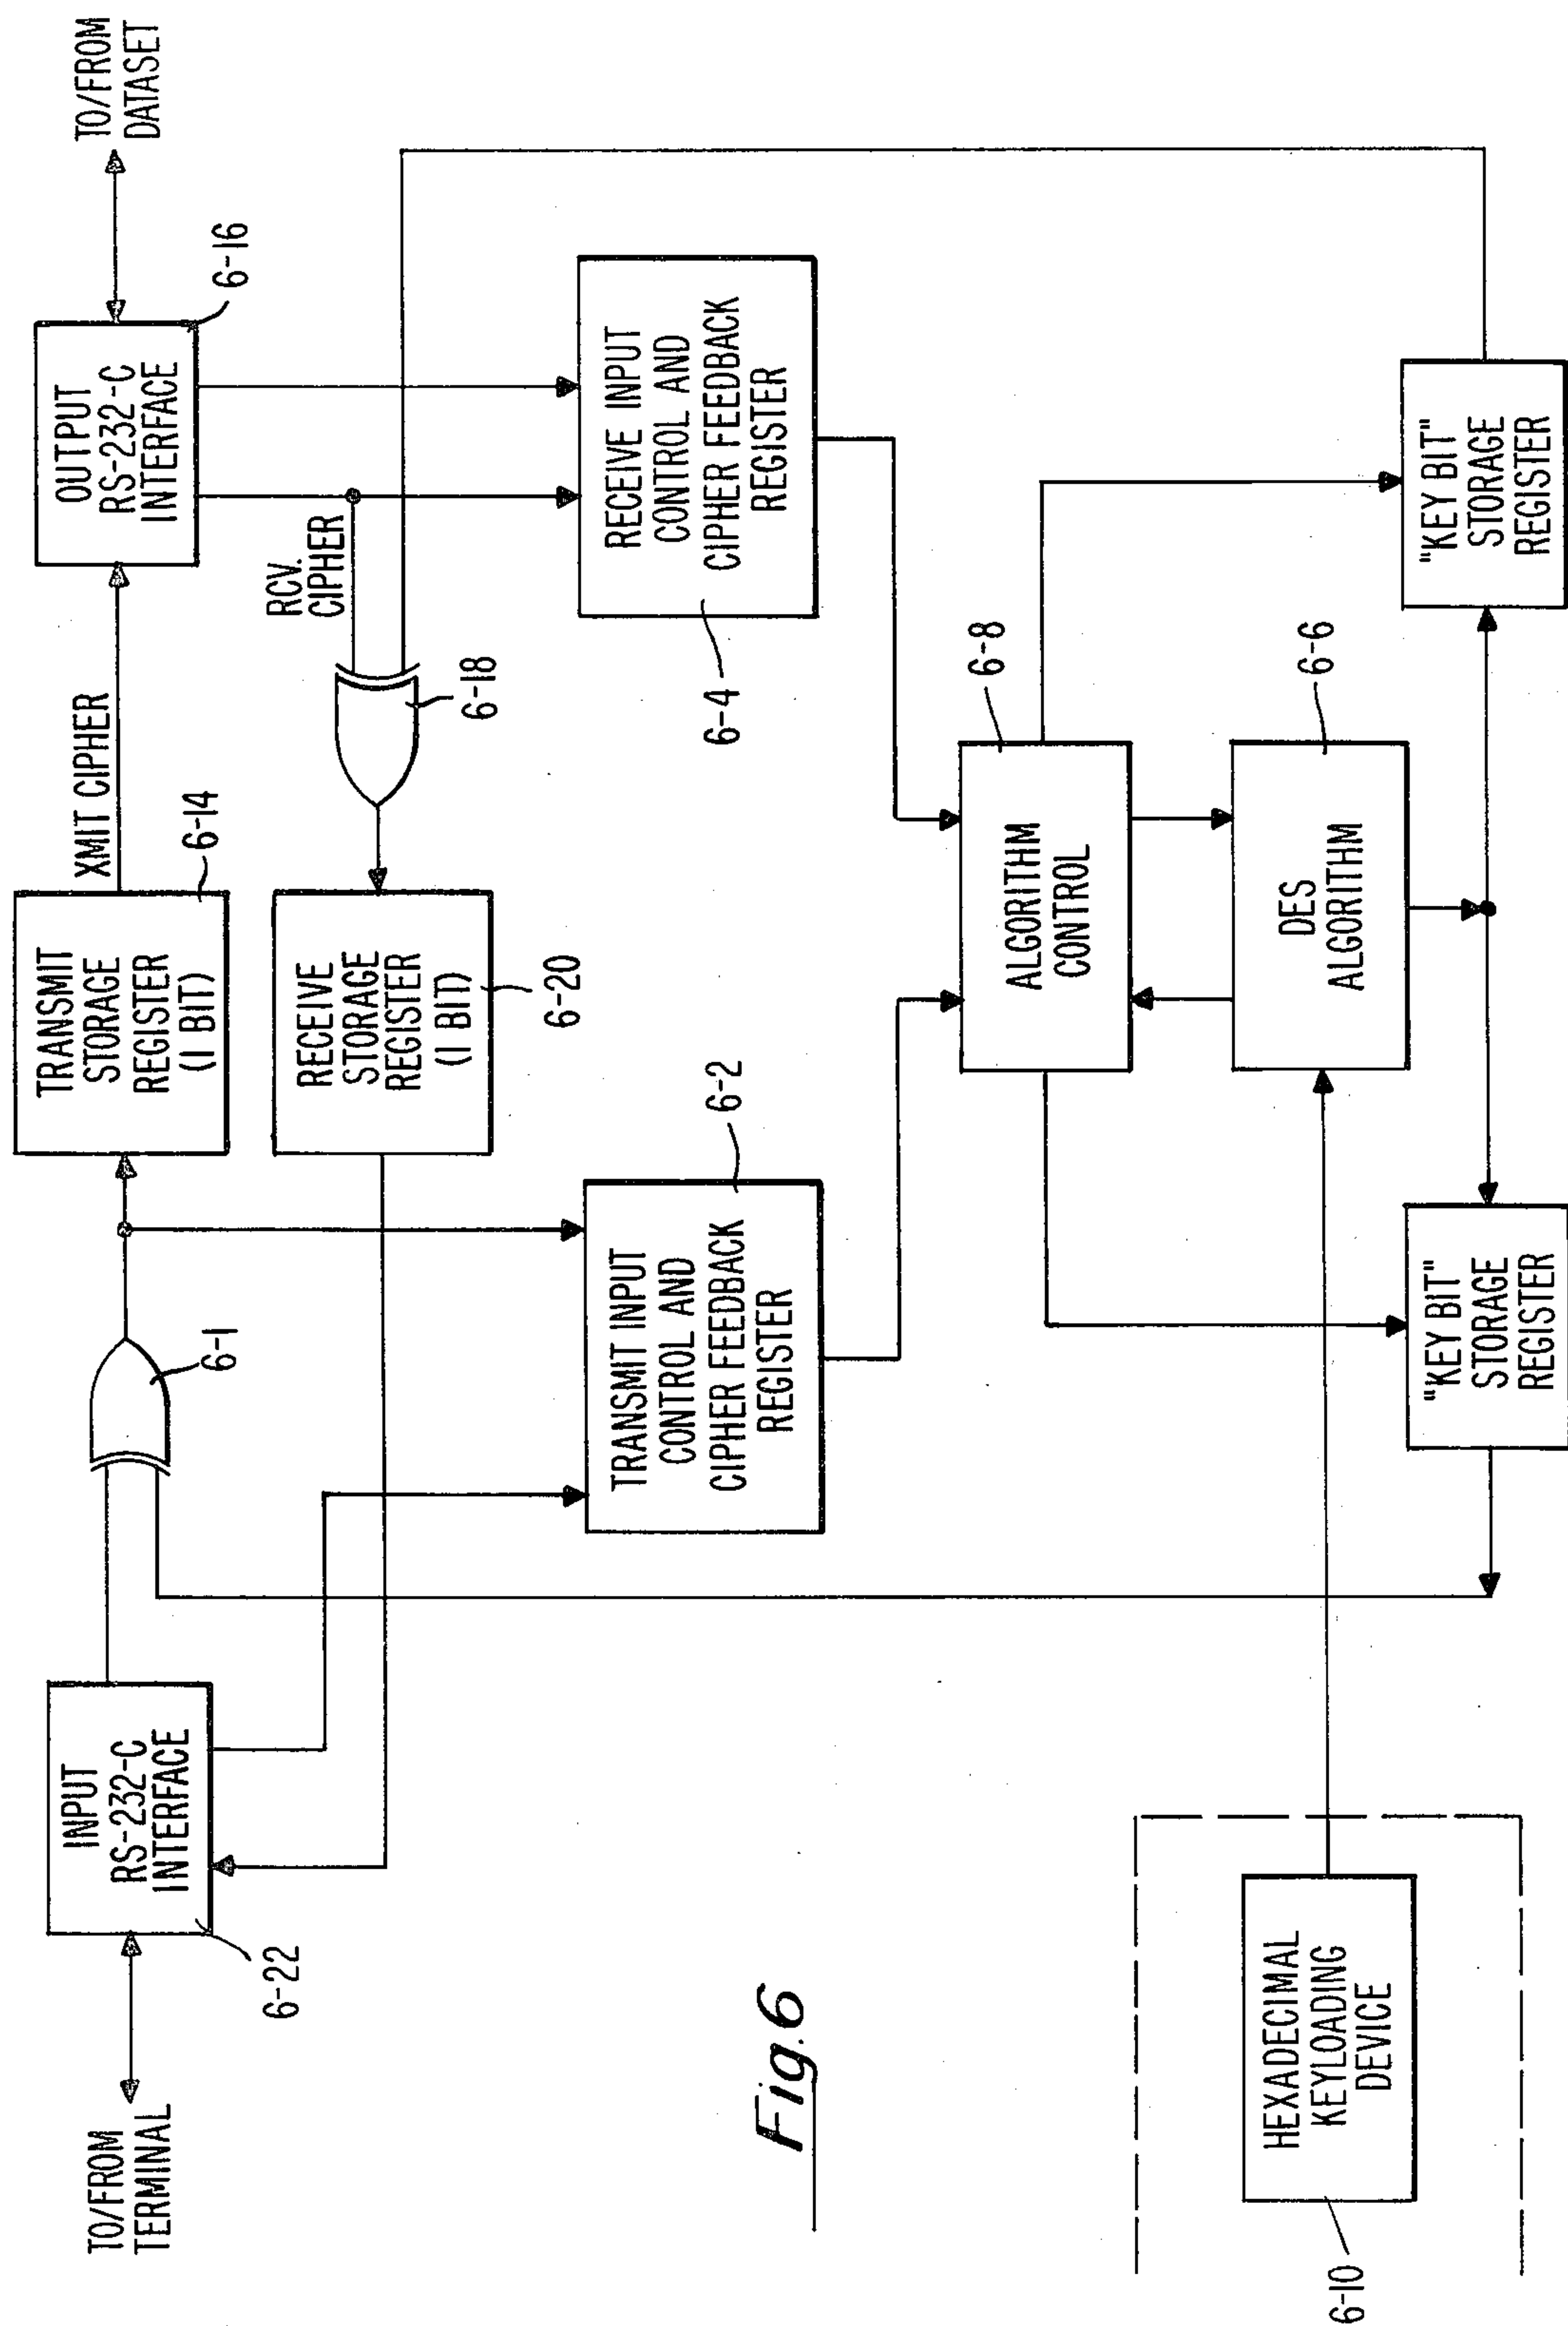 TO/FROM
TERMINAL
INPUT
RS-232-C
INTERFACE
6-22
6-1
TRANSMIT
STORAGE
REGISTER
(1 BIT)
6-14
XMIT CIPHER
OUTPUT
RS-232-C
INTERFACE
6-16
TO/FROM
DATASET
RECEIVE
STORAGE
REGISTER
(1 BIT)
6-20
6-18
RCV.
CIPHER
TRANSMIT INPUT
CONTROL AND
CIPHER FEEDBACK
REGISTER
6-2
RECEIVE INPUT
CONTROL AND
CIPHER FEEDBACK
REGISTER
6-4
Fig. 6
ALGORITHM
CONTROL
6-8
DES
ALGORITHM
6-6
HEXADECIMAL
KEYLOADING
DEVICE
6-10
"KEY BIT"
STORAGE
REGISTER
"KEY BIT"
STORAGE
REGISTER